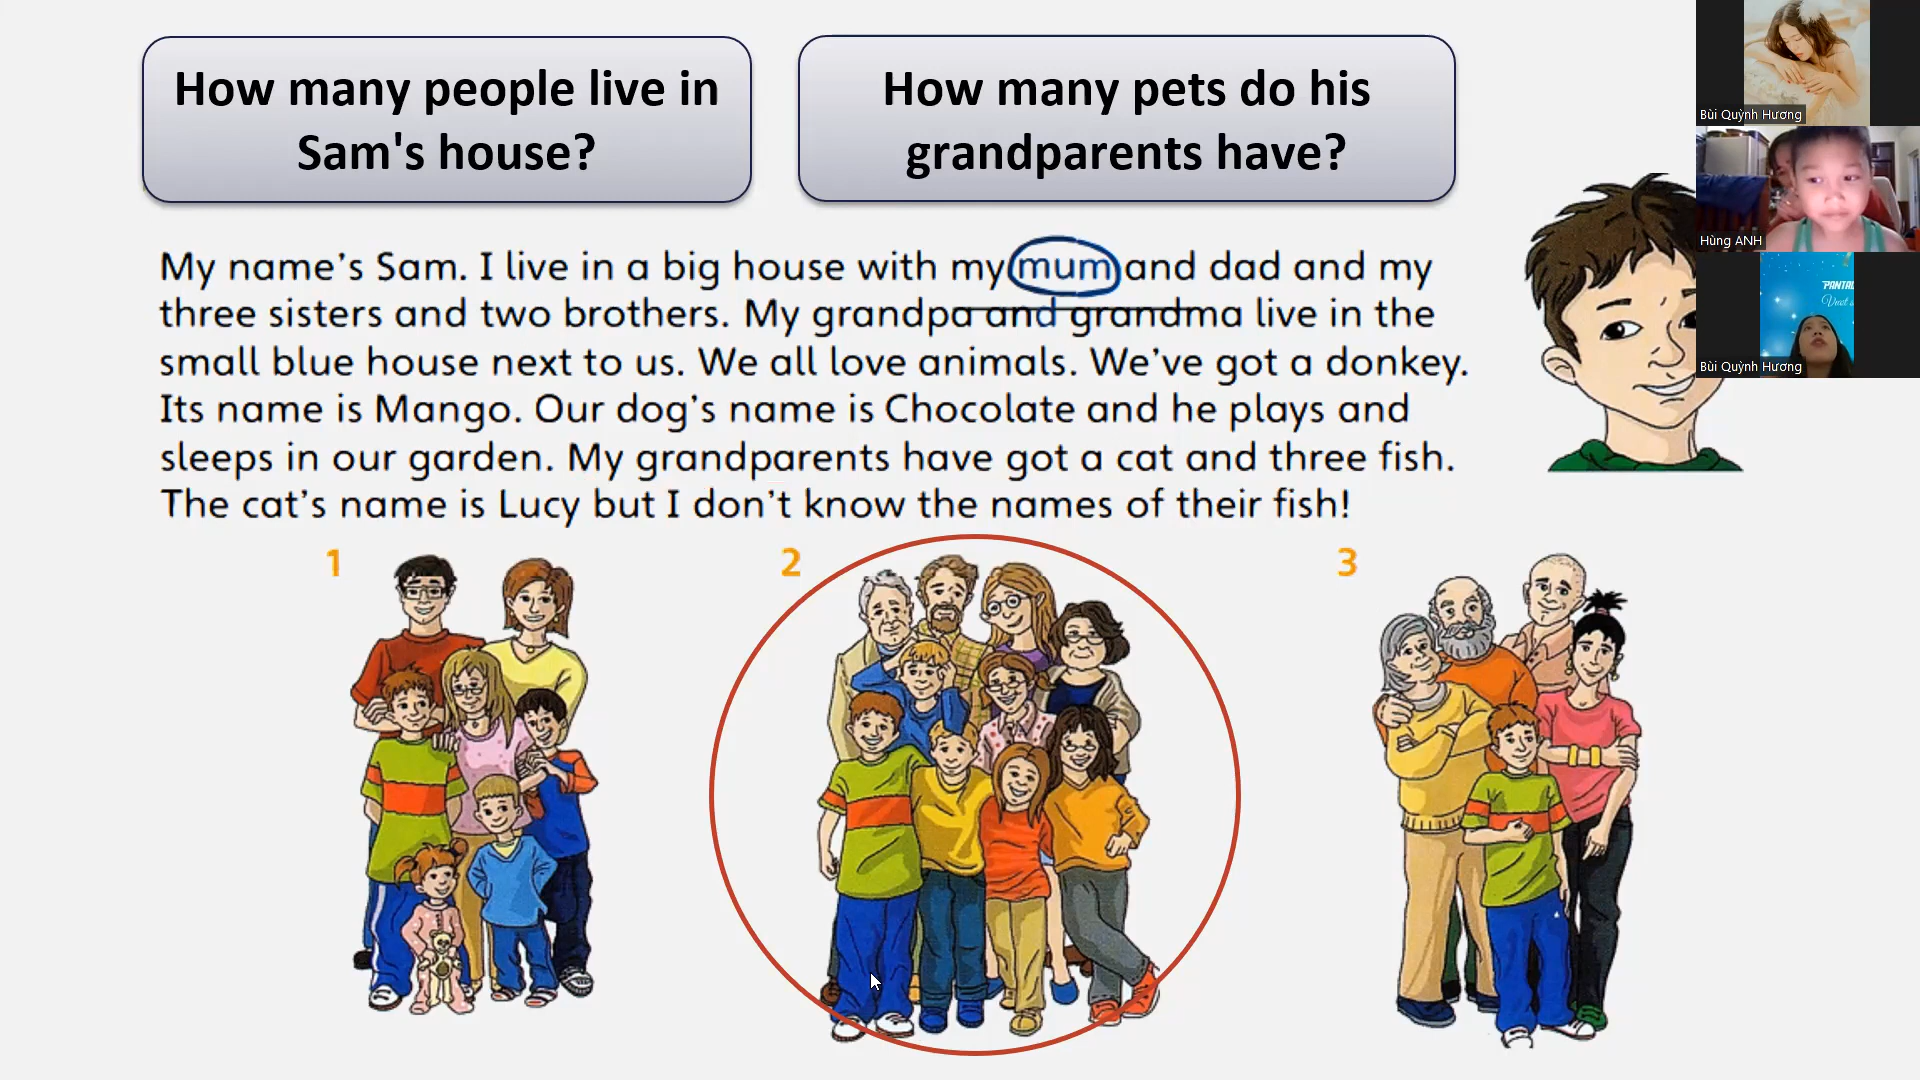 How many people live in
Sam's house?
How many pets do his
grandparents have?
My name's Sam. I live in a big house with my mum and dad and my
three sisters and two brothers. My grandpa and grandma live in the
small blue house next to us. We all love animals. We've got a donkey.
Its name is Mango. Our dog's name is Chocolate and he plays and
sleeps in our garden. My grandparents have got a cat and three fish.
The cat's name is Lucy but I don't know the names of their fish!
1
2
3
Bùi Quỳnh Hương
Hùng ANH
Bùi Quỳnh Hương